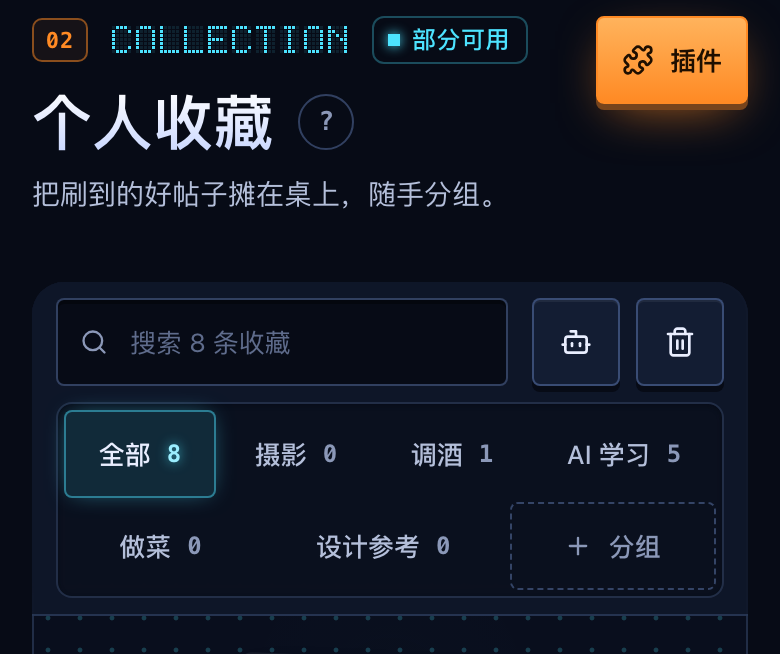 02 COLLECTION 部分可用
插件
个人收藏 ?
把刷到的好帖子摊在桌上，随手分组。
搜索 8 条收藏
全部 8 摄影 0 调酒 1 AI 学习 5
做菜 0 设计参考 0 + 分组